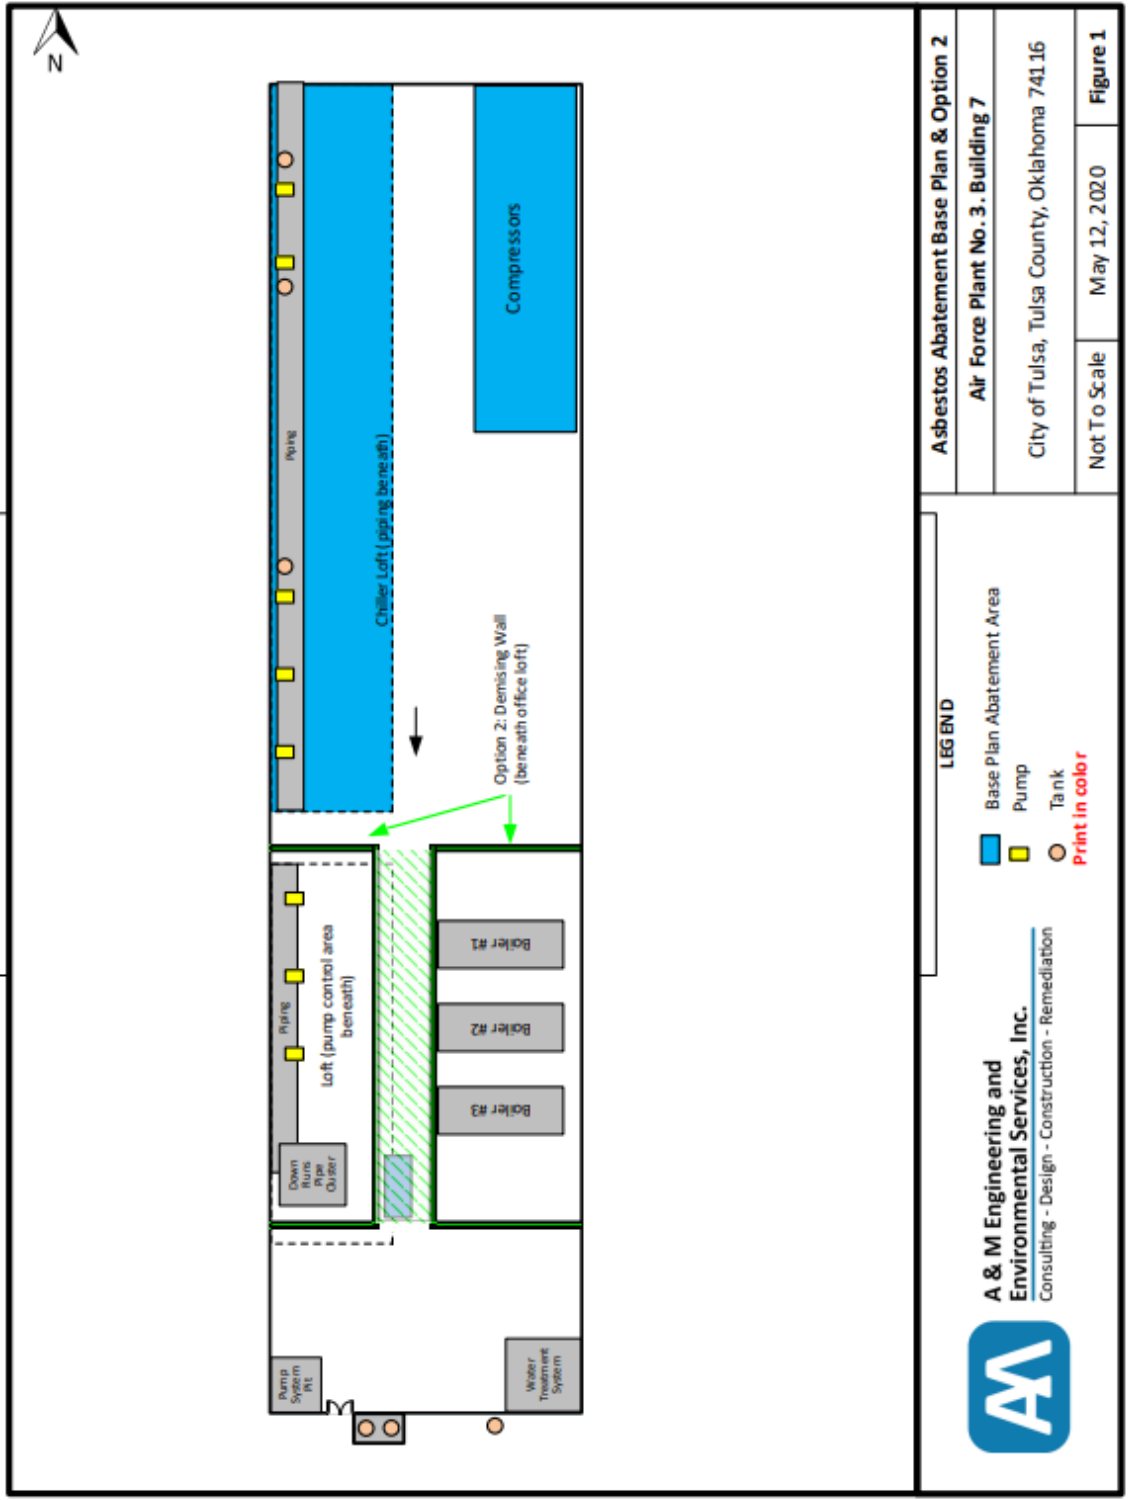 N
Piping
Chiller Loft (piping beneath)
Compressors
Option 2: Demising Wall
(beneath office loft)
Piping
Loft (pump control area
beneath)
Down
Runs
Pipe
Cluster
Boiler #1
Boiler #2
Boiler #3
Pump
System
Pit
Water
Treatment
System
LEGEND
Base Plan Abatement Area
Pump
Tank
Print in color
A & M Engineering and
Environmental Services, Inc.
Consulting - Design - Construction - Remediation
Asbestos Abatement Base Plan & Option 2
Air Force Plant No. 3. Building 7
City of Tulsa, Tulsa County, Oklahoma 74116
Not To Scale
May 12, 2020
Figure 1